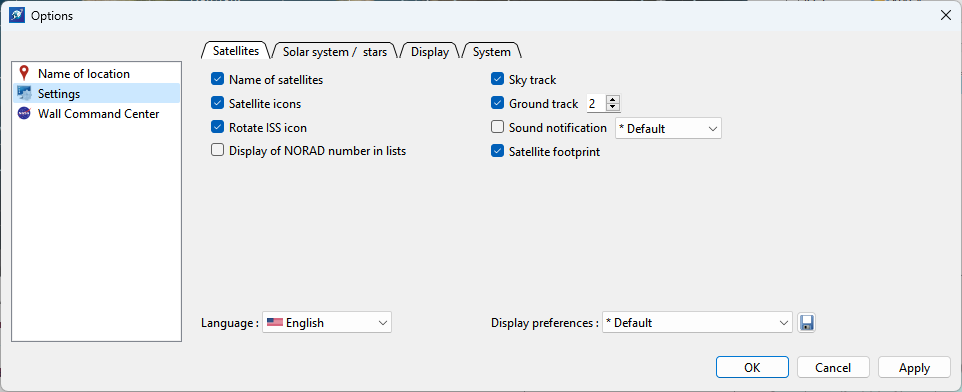 Options
Satellites
Solar system / stars
Display
System
Name of location
Settings
Wall Command Center
Name of satellites
Satellite icons
Rotate ISS icon
Display of NORAD number in lists
Sky track
Ground track 2
Sound notification * Default
Satellite footprint
Language : English
Display preferences : * Default
OK
Cancel
Apply